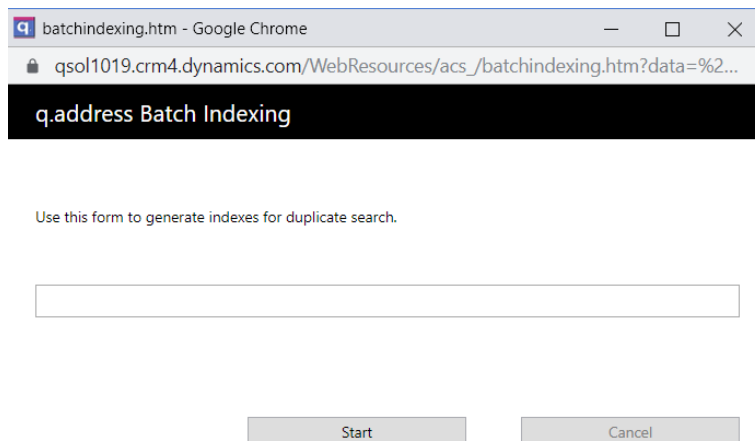 q batchindexing.htm - Google Chrome
qsol1019.crm4.dynamics.com/WebResources/acs_/batchindexing.htm?data=%2...
q.address Batch Indexing
Use this form to generate indexes for duplicate search.
Start Cancel